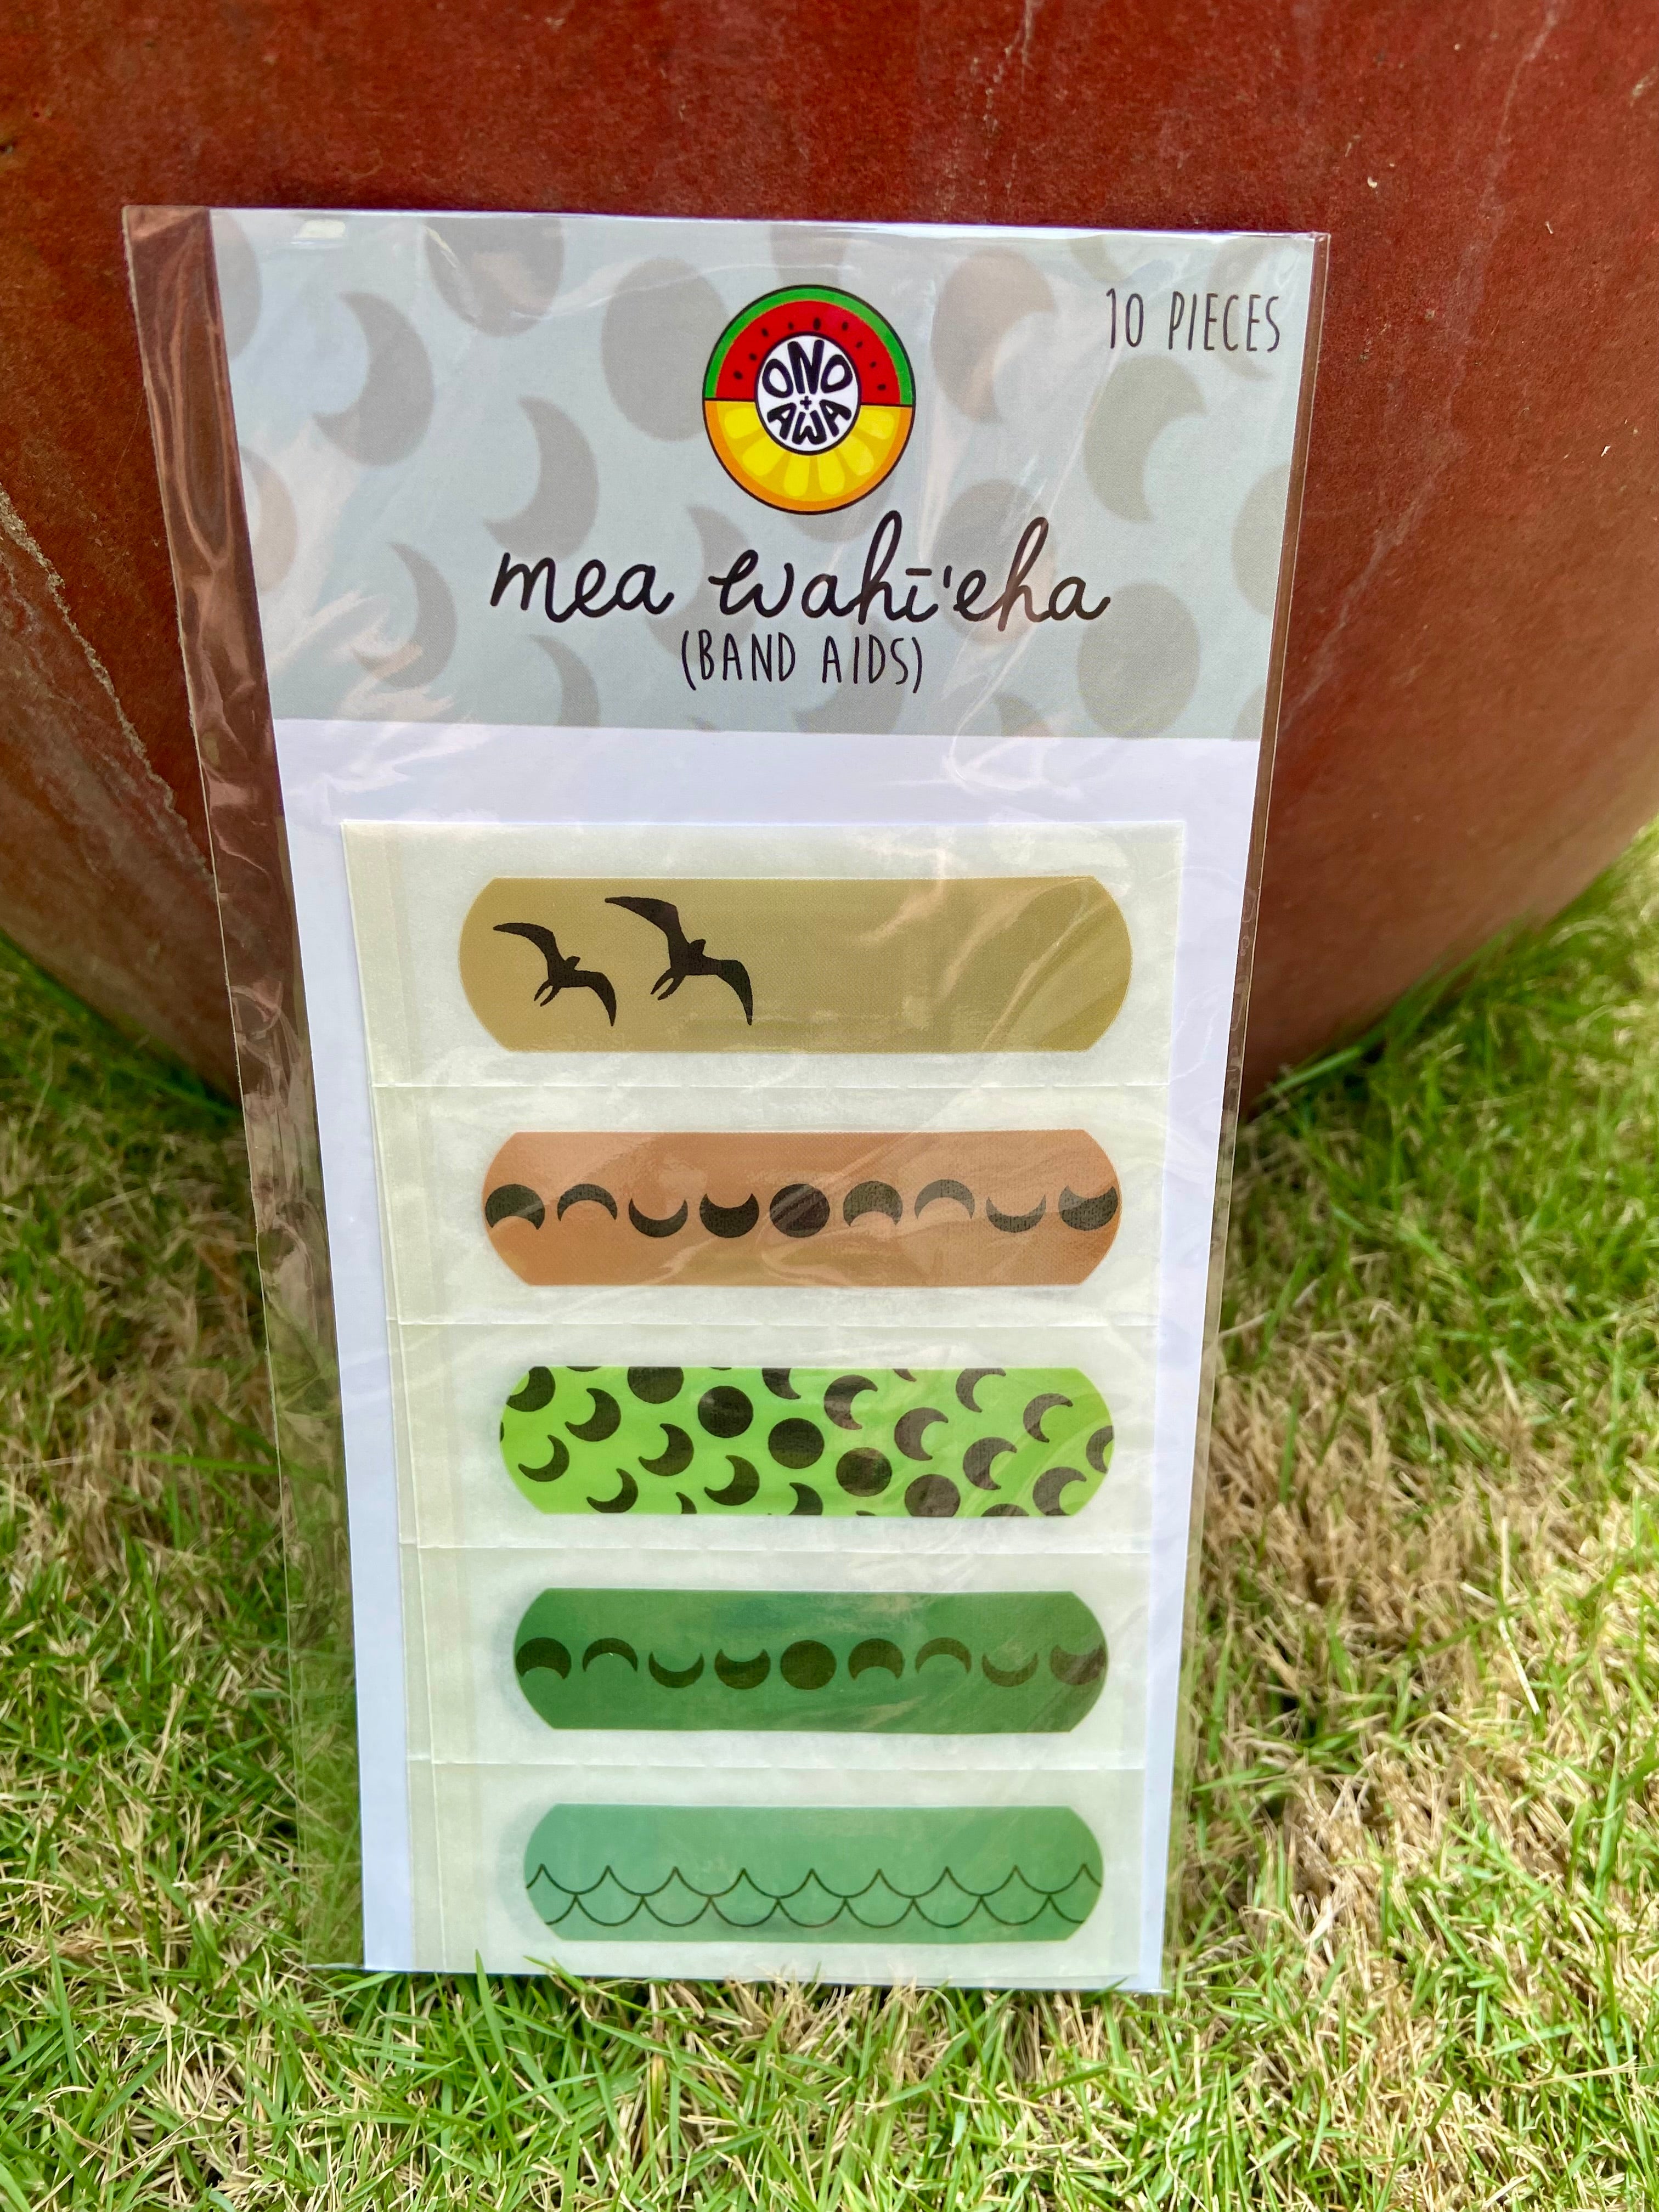 10 PIECES
ONO
+
AWA
mea wahī'eha
(BAND AIDS)